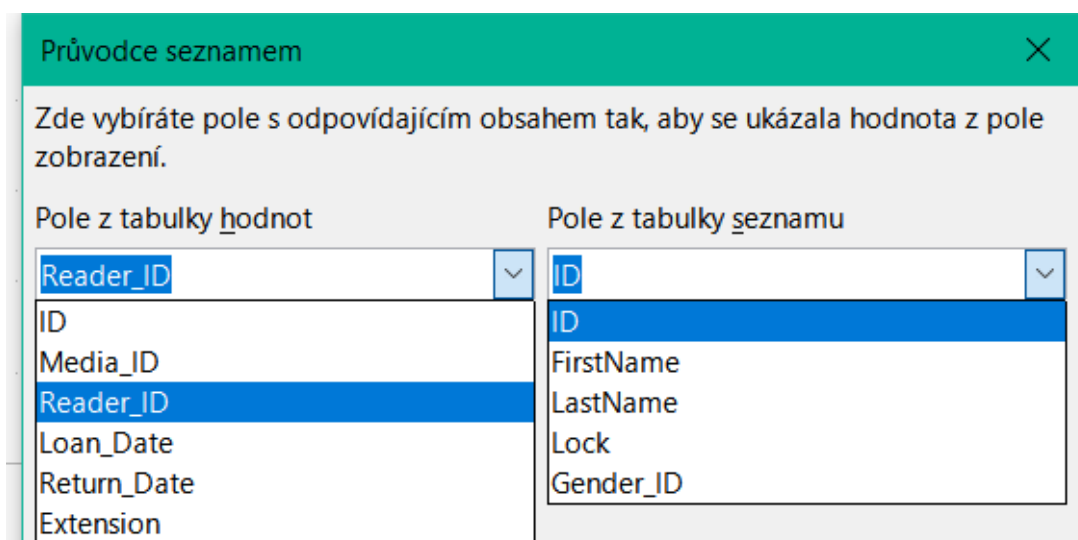 Průvodce seznamem
Zde vybíráte pole s odpovídajícím obsahem tak, aby se ukázala hodnota z pole
zobrazení.
Pole z tabulky hodnot
Reader_ID
ID
Media_ID
Reader_ID
Loan_Date
Return_Date
Extension
Pole z tabulky seznamu
ID
ID
FirstName
LastName
Lock
Gender_ID